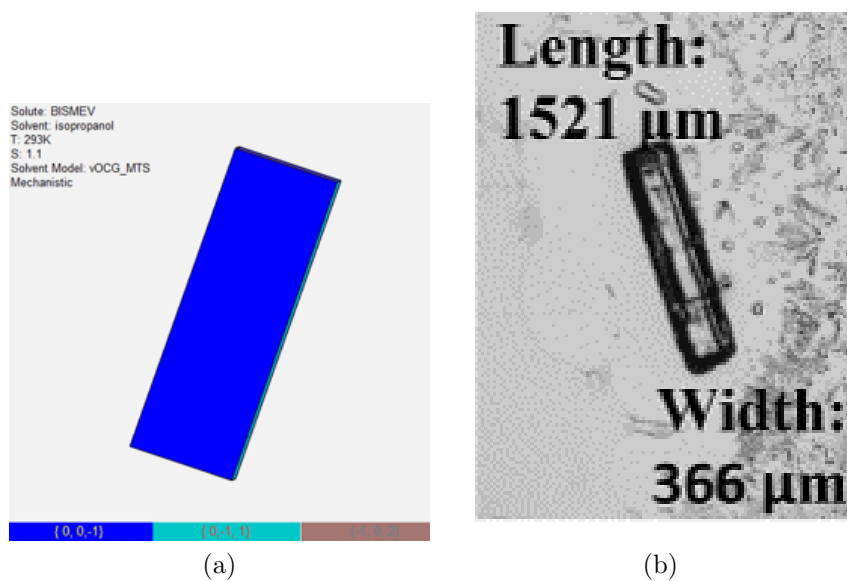 Solute: BISMEV
Solvent: isopropanol
T: 293K
S: 1.1
Solvent Model: vOCG_MTS
Mechanistic
{ 0, 0,-1}
{ 0,-1, 1}
(a)
Length:
1521 μm
Width:
366 μm
(b)